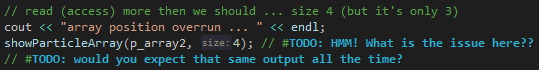 // read (access) more then we should ... size 4 (but it's only 3)
cout << "array position overrun ... " << endl;
showParticleArray(p_array2, size:4); // #TODO: HMM! What is the issue here??
// #TODO: would you expect that same output all the time?